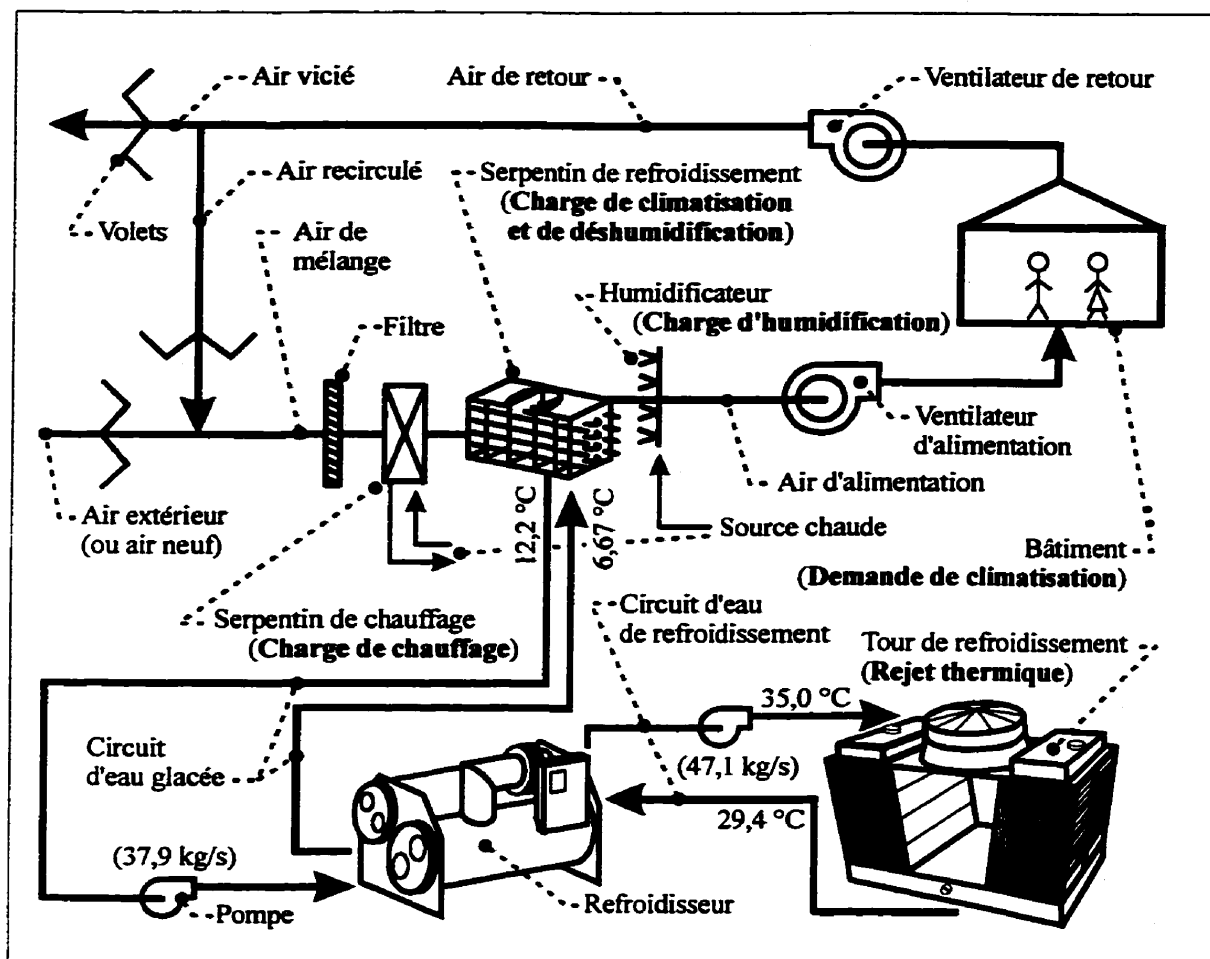 Air vicié
Air de retour
Ventilateur de retour
Air recirculé
Serpentin de refroidissement
(Charge de climatisation
et de déshumidification)
Volets
Air de
mélange
Humidificateur
(Charge d'humidification)
Filtre
Ventilateur
d'alimentation
Air d'alimentation
12,2 °C
6,67 °C
Air extérieur
(ou air neuf)
Source chaude
Bâtiment
(Demande de climatisation)
Serpentin de chauffage
(Charge de chauffage)
Circuit d'eau
de refroidissement
Tour de refroidissement
(Rejet thermique)
35,0 °C
Circuit
d'eau glacée
(47,1 kg/s)
29,4 °C
(37,9 kg/s)
Pompe
Refroidisseur